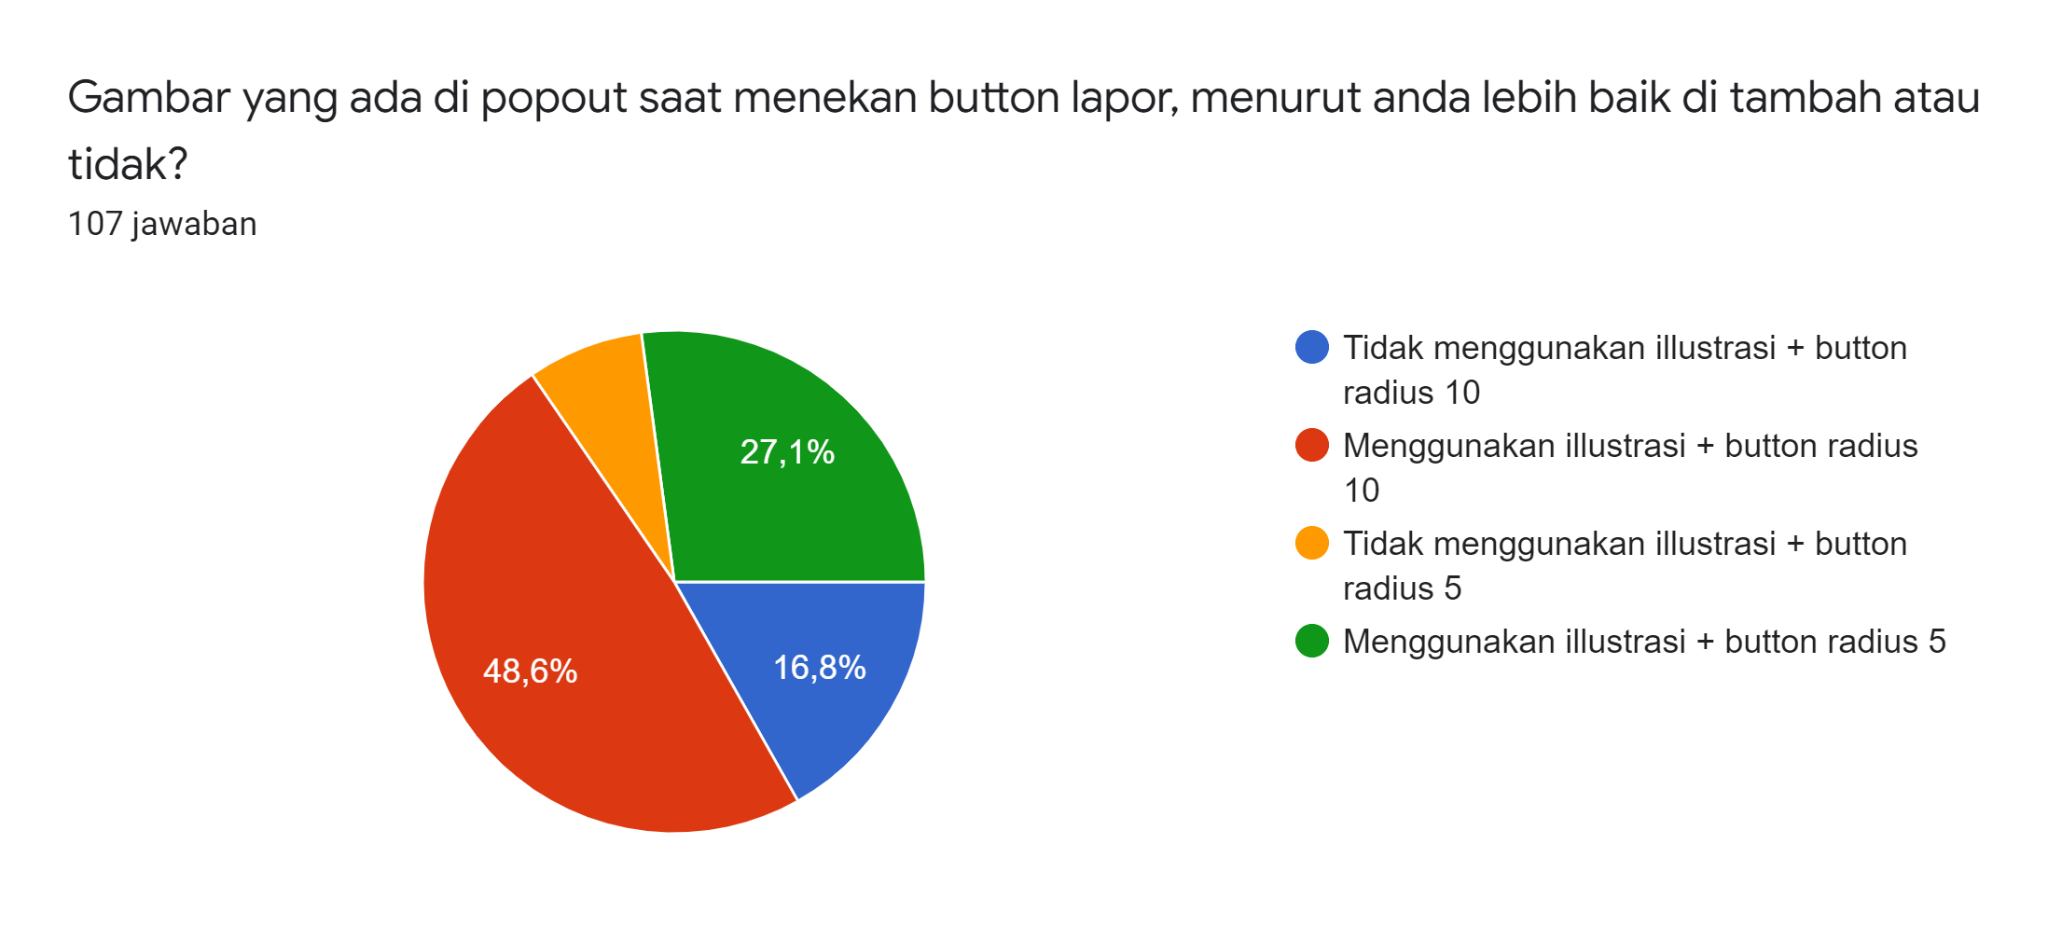 Gambar yang ada di popout saat menekan button lapor, menurut anda lebih baik di tambah atau
tidak?
107 jawaban
27,1%
48,6%
16,8%
Tidak menggunakan illustrasi + button
radius 10
Menggunakan illustrasi + button radius
10
Tidak menggunakan illustrasi + button
radius 5
Menggunakan illustrasi + button radius 5